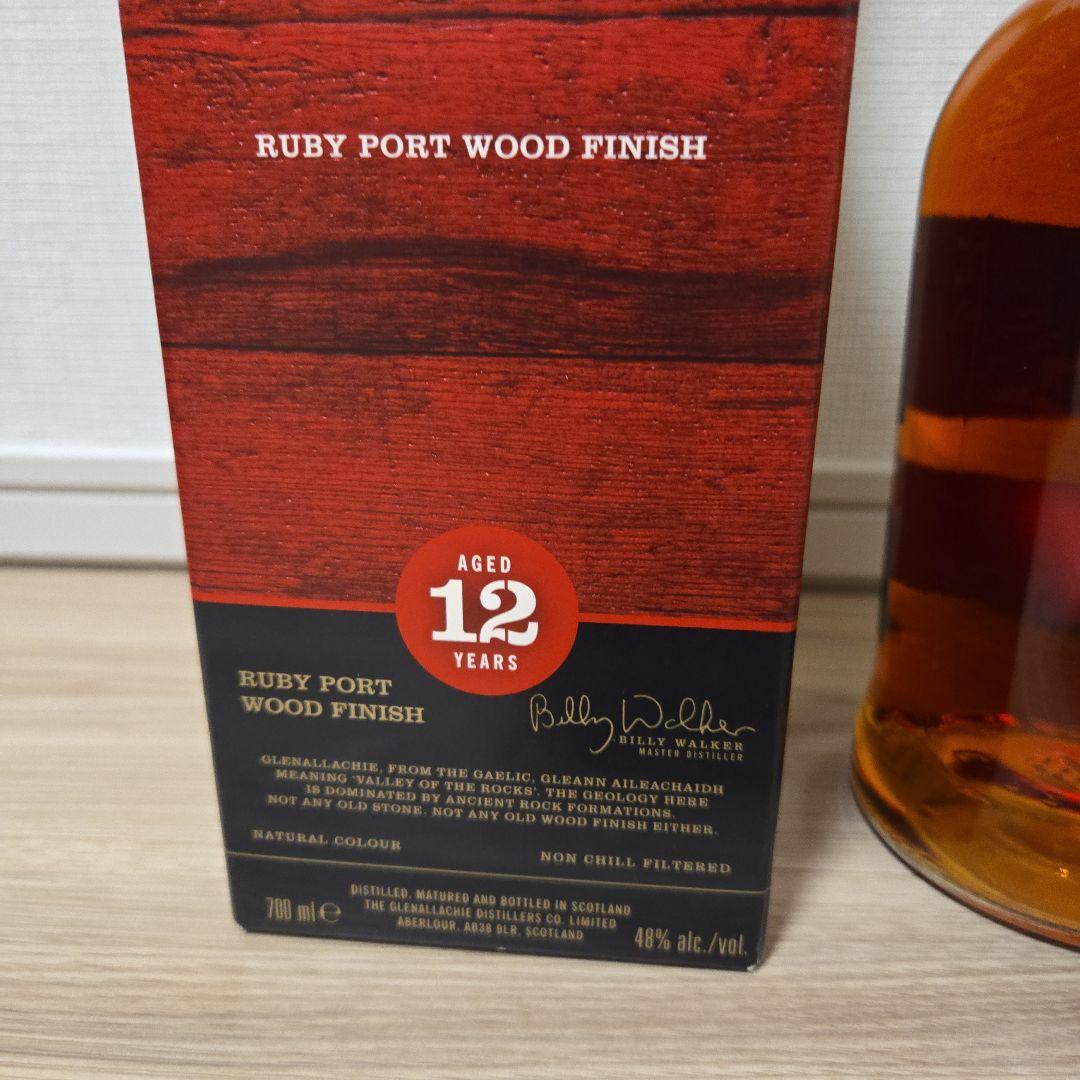 RUBY PORT WOOD FINISH
AGED
12
YEARS
RUBY PORT
WOOD FINISH
Billy Walker
BILLY WALKER
MASTER DISTILLER
GLENALLACHIE, FROM THE GAELIC, GLEANN AILEACHAIDH
MEANING 'VALLEY OF THE ROCKS'. THE GEOLOGY HERE
IS DOMINATED BY ANCIENT ROCK FORMATIONS.
NOT ANY OLD STONE. NOT ANY OLD WOOD FINISH EITHER.
NATURAL COLOUR
NON CHILL FILTERED
700 ml ℮
DISTILLED, MATURED AND BOTTLED IN SCOTLAND
THE GLENALLACHIE DISTILLERS CO. LIMITED
ABERLOUR, AB38 9LR, SCOTLAND
48% alc./vol.